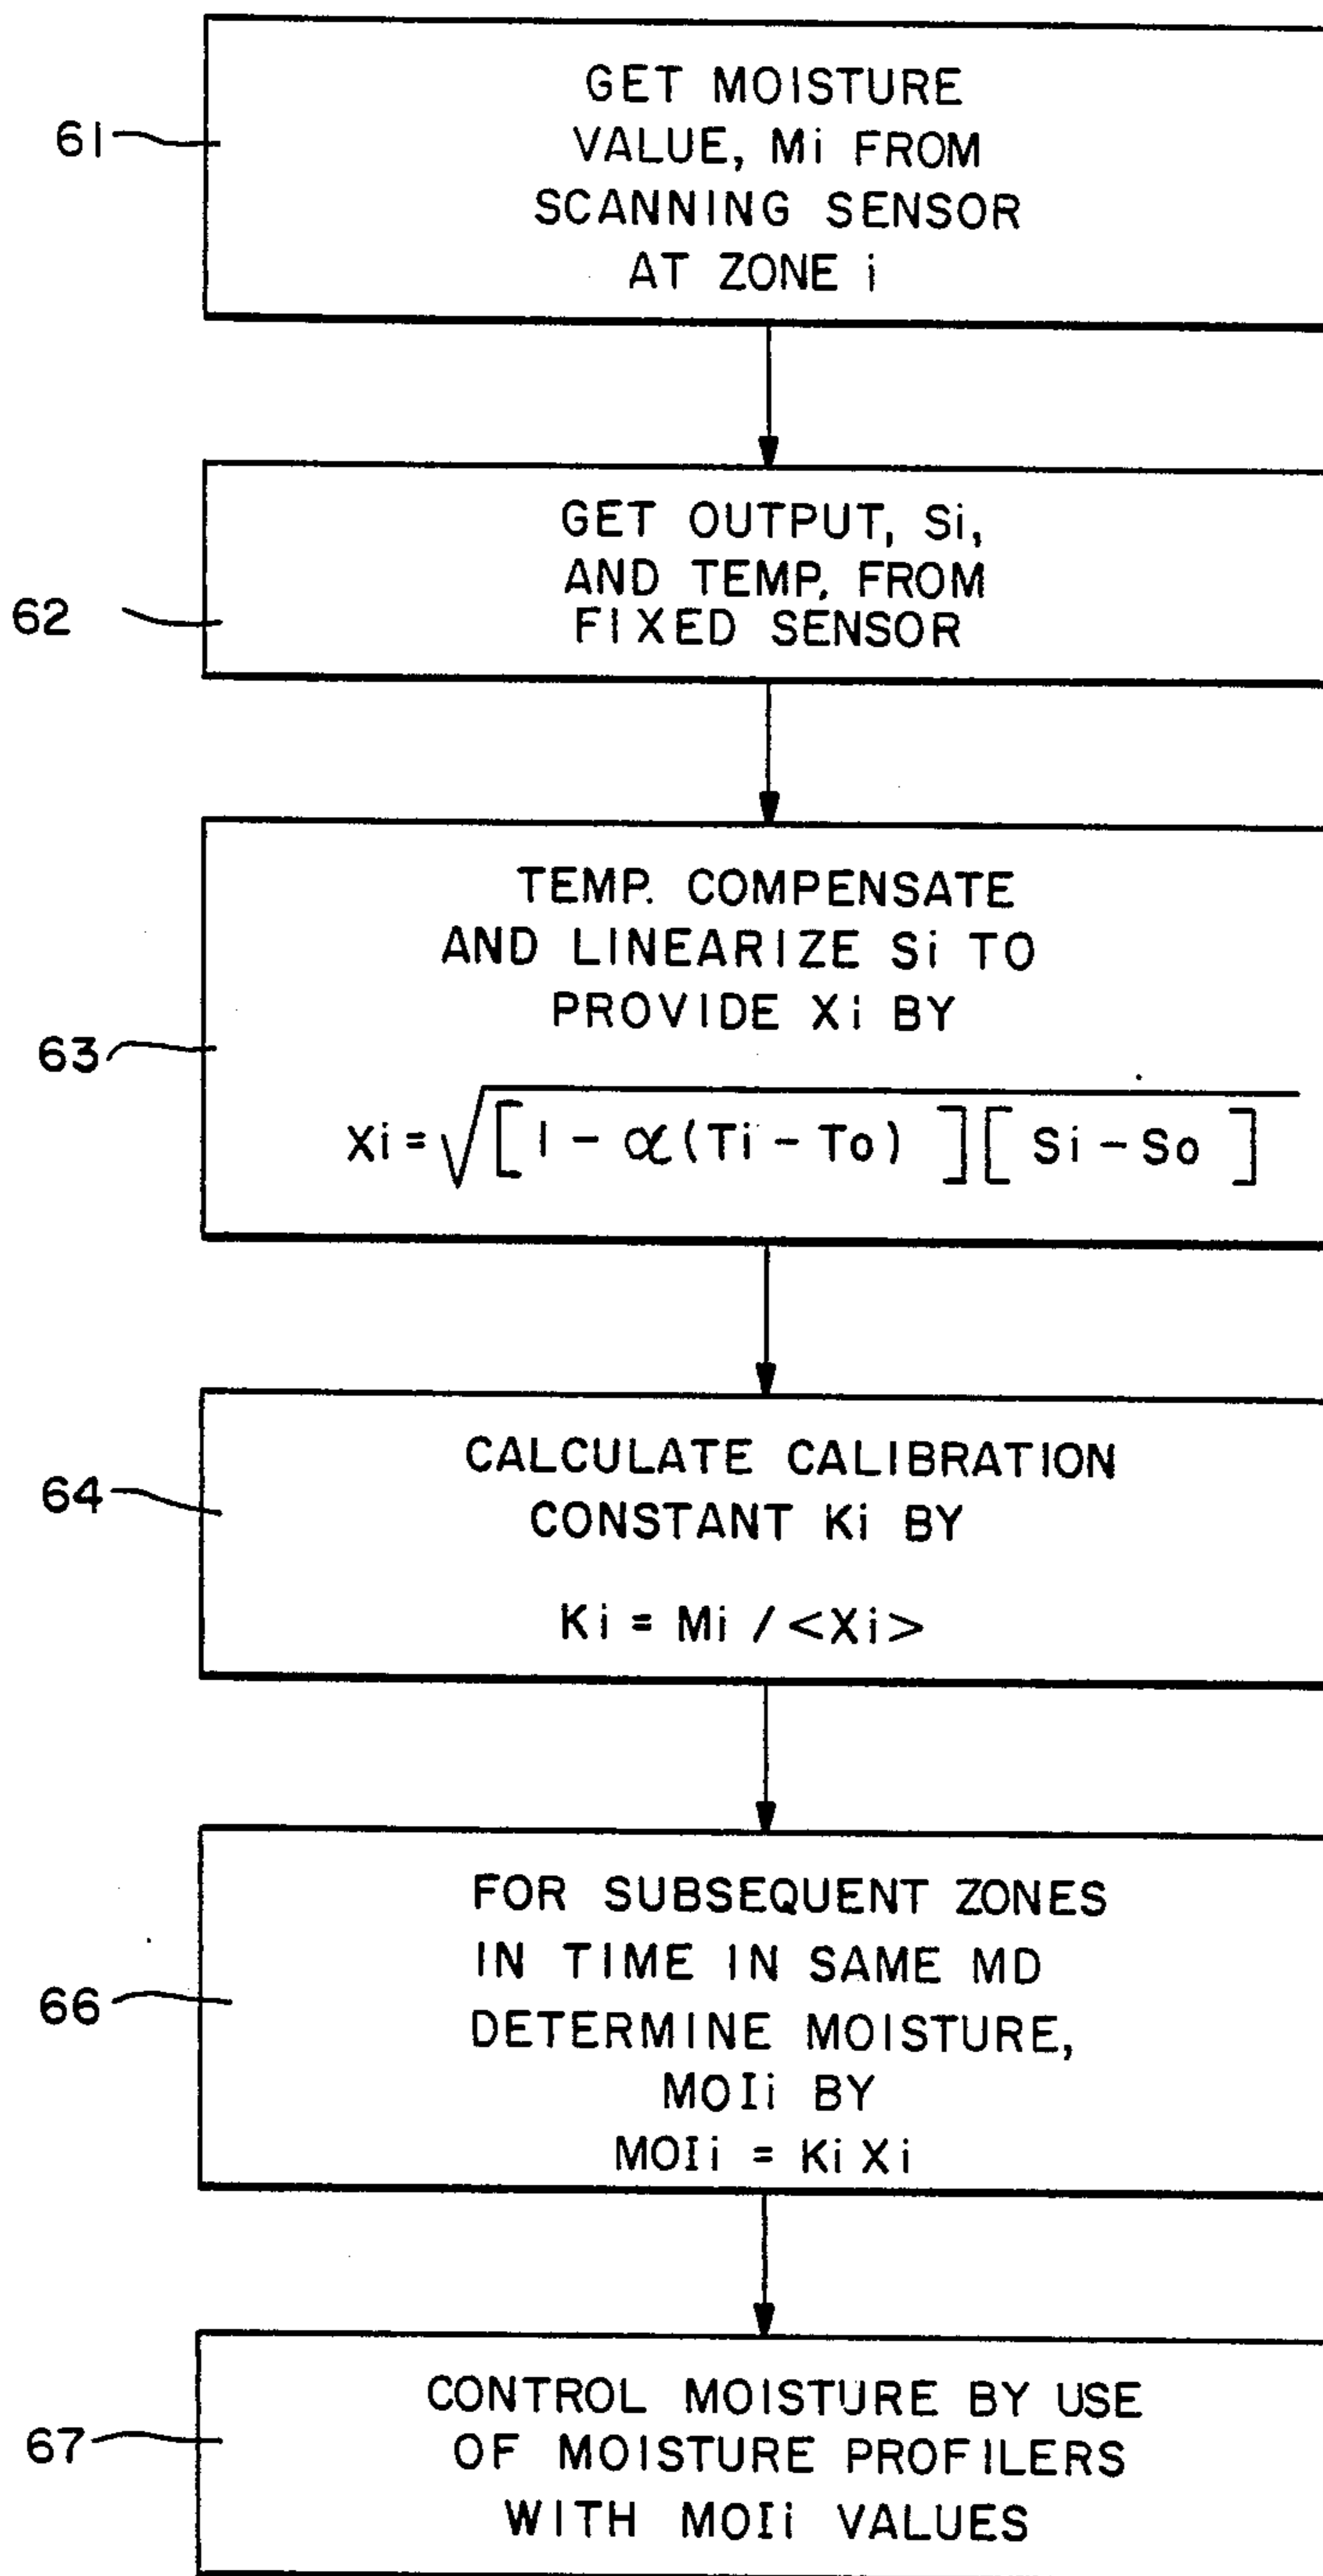 GET MOISTURE
VALUE, Mi FROM
SCANNING SENSOR
AT ZONE i
61
GET OUTPUT, Si,
AND TEMP. FROM
FIXED SENSOR
62
TEMP. COMPENSATE
AND LINEARIZE Si TO
PROVIDE Xi BY
63
Xi = √[1 - α(Ti - To)][Si - So]
CALCULATE CALIBRATION
64
CONSTANT Ki BY
Ki = Mi / <Xi>
FOR SUBSEQUENT ZONES
IN TIME IN SAME MD
66
DETERMINE MOISTURE,
MOIi BY
MOIi = Ki Xi
CONTROL MOISTURE BY USE
67
OF MOISTURE PROFILERS
WITH MOIi VALUES